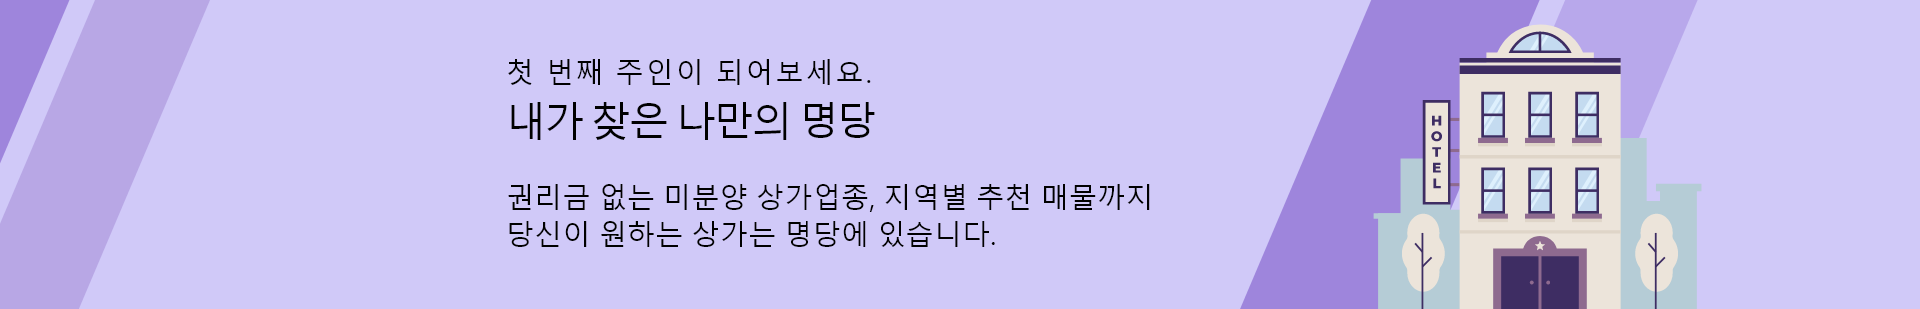 첫 번째 주인이 되어보세요.
내가 찾은 나만의 명당
권리금 없는 미분양 상가업종, 지역별 추천 매물까지
당신이 원하는 상가는 명당에 있습니다.
HOTEL